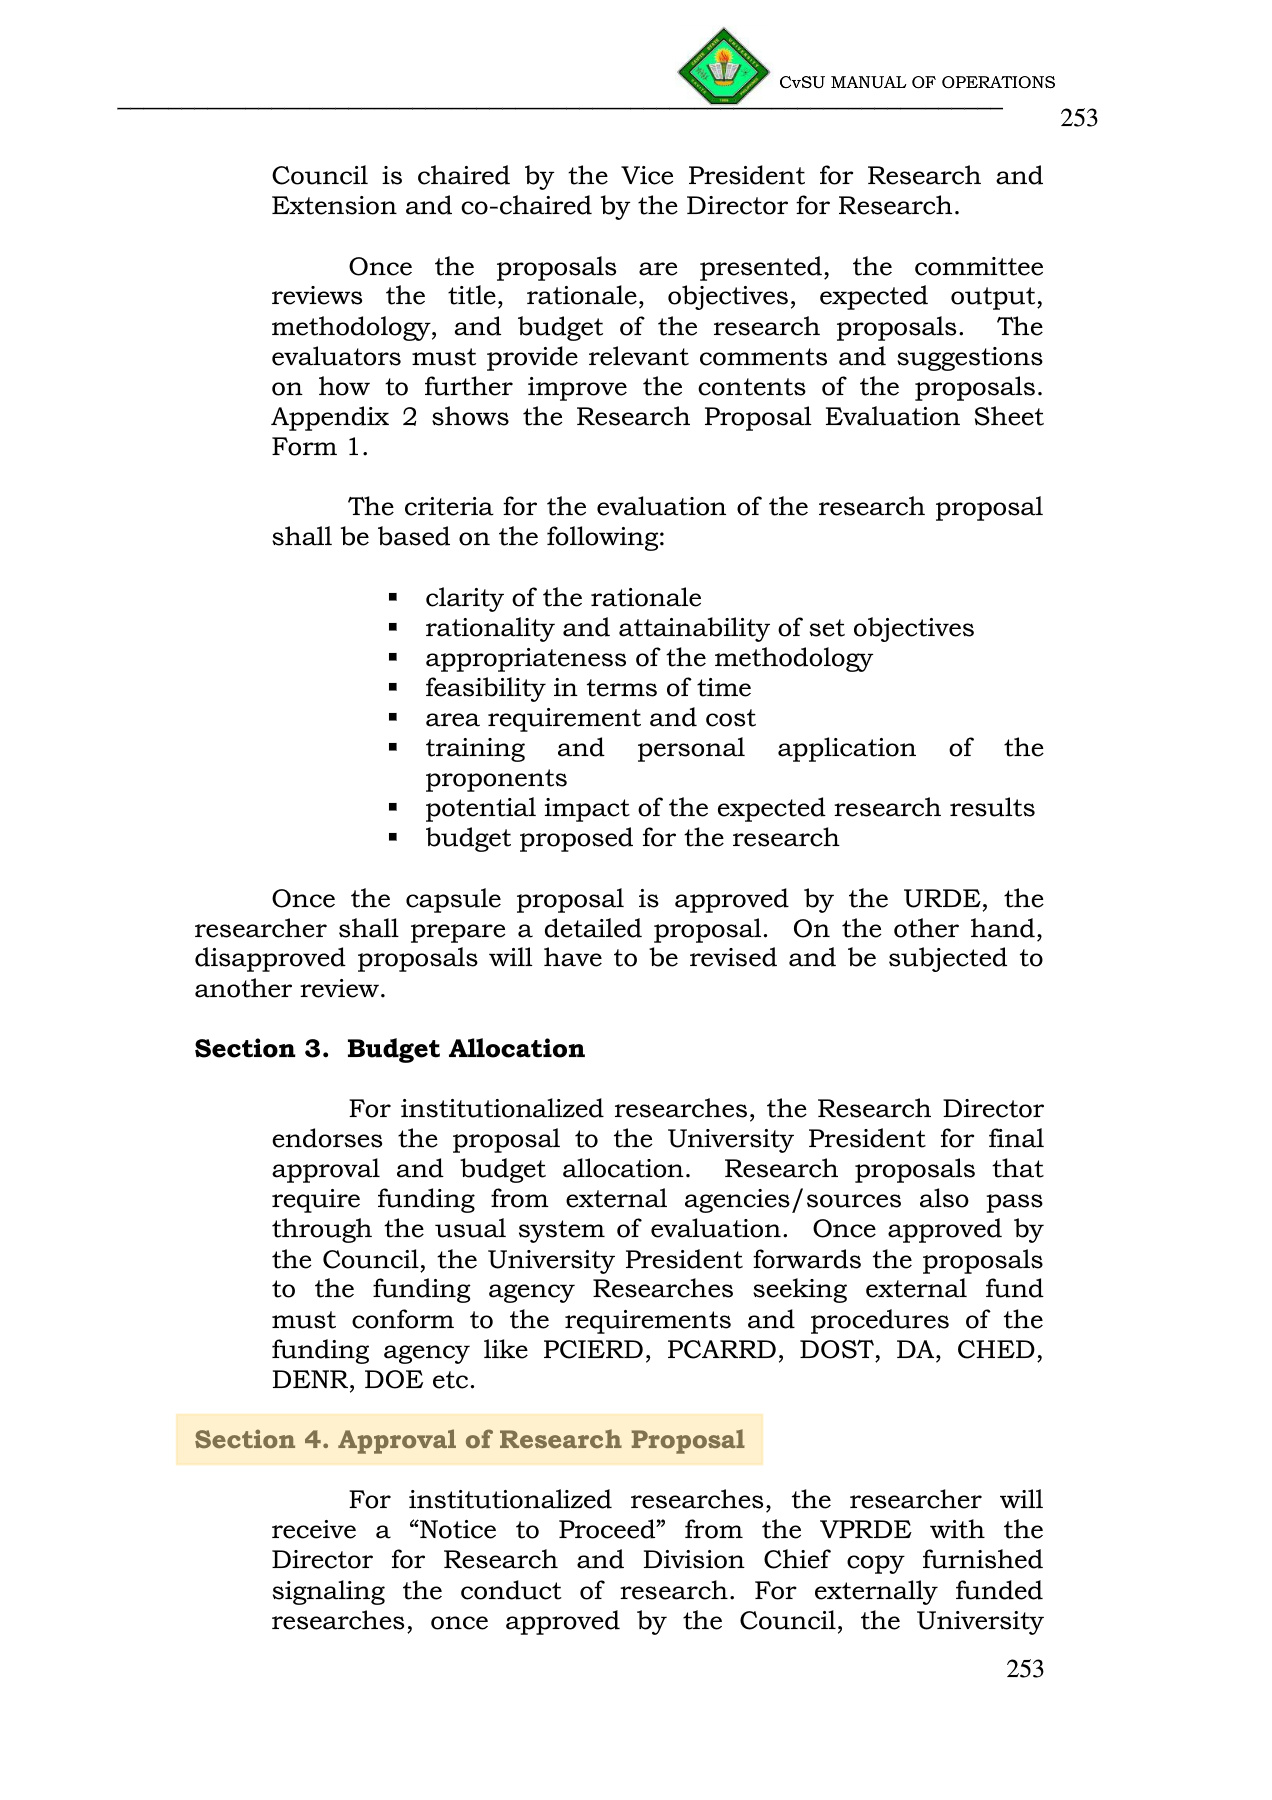 CvSU MANUAL OF OPERATIONS
253
Council is chaired by the Vice President for Research and
Extension and co-chaired by the Director for Research.
Once the proposals are presented, the committee
reviews the title, rationale, objectives, expected output,
methodology, and budget of the research proposals. The
evaluators must provide relevant comments and suggestions
on how to further improve the contents of the proposals.
Appendix 2 shows the Research Proposal Evaluation Sheet
Form 1.
The criteria for the evaluation of the research proposal
shall be based on the following:
▪ clarity of the rationale
▪ rationality and attainability of set objectives
▪ appropriateness of the methodology
▪ feasibility in terms of time
▪ area requirement and cost
▪ training and personal application of the
proponents
▪ potential impact of the expected research results
▪ budget proposed for the research
Once the capsule proposal is approved by the URDE, the
researcher shall prepare a detailed proposal. On the other hand,
disapproved proposals will have to be revised and be subjected to
another review.
Section 3. Budget Allocation
For institutionalized researches, the Research Director
endorses the proposal to the University President for final
approval and budget allocation. Research proposals that
require funding from external agencies/sources also pass
through the usual system of evaluation. Once approved by
the Council, the University President forwards the proposals
to the funding agency Researches seeking external fund
must conform to the requirements and procedures of the
funding agency like PCIERD, PCARRD, DOST, DA, CHED,
DENR, DOE etc.
Section 4. Approval of Research Proposal
For institutionalized researches, the researcher will
receive a “Notice to Proceed” from the VPRDE with the
Director for Research and Division Chief copy furnished
signaling the conduct of research. For externally funded
researches, once approved by the Council, the University
253